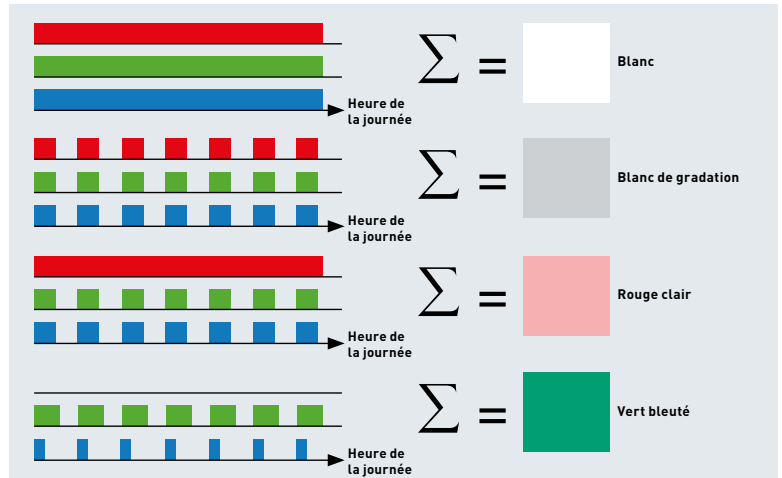 ∑ = Blanc
Heure de
la journée
∑ = Blanc de gradation
Heure de
la journée
∑ = Rouge clair
Heure de
la journée
∑ = Vert bleuté
Heure de
la journée